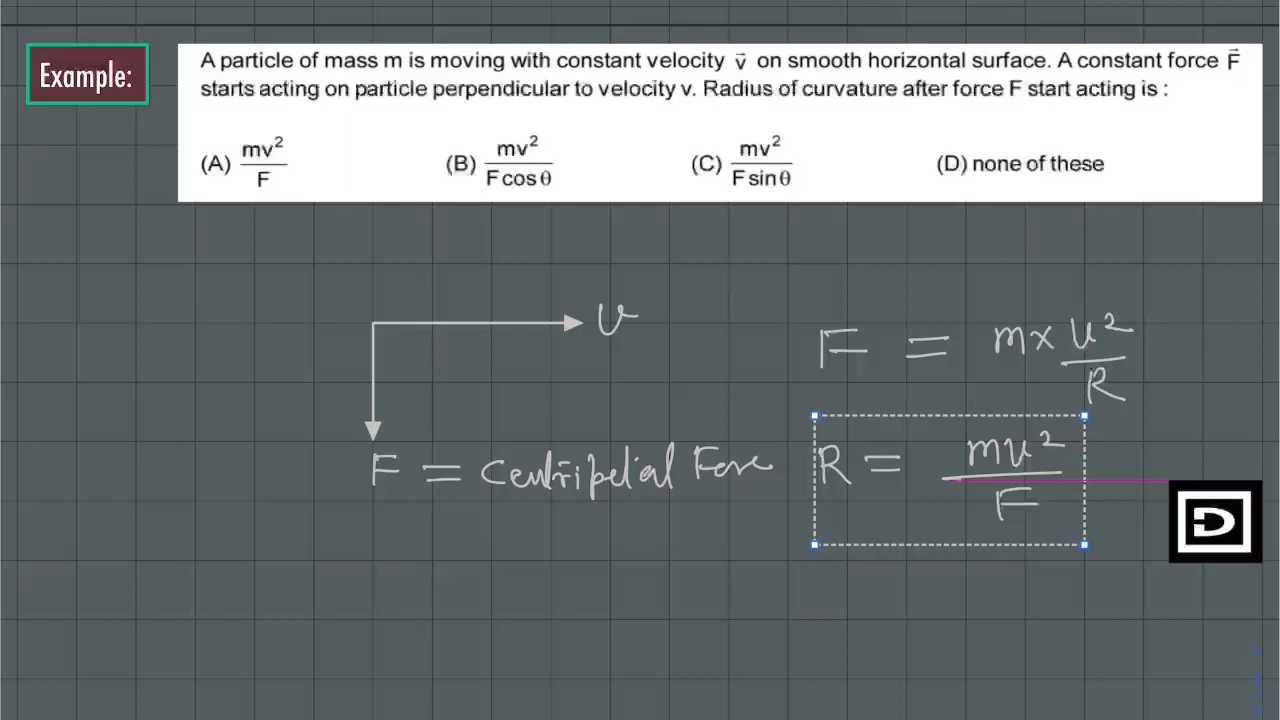 Example:
A particle of mass m is moving with constant velocity v⃗ on smooth horizontal surface. A constant force F⃗
starts acting on particle perpendicular to velocity v. Radius of curvature after force F start acting is :
(A) mv²/F (B) mv²/F cos θ (C) mv²/F sin θ (D) none of these
v
F = m x v²/R
F = Centripetal Force
R = mv²/F
D